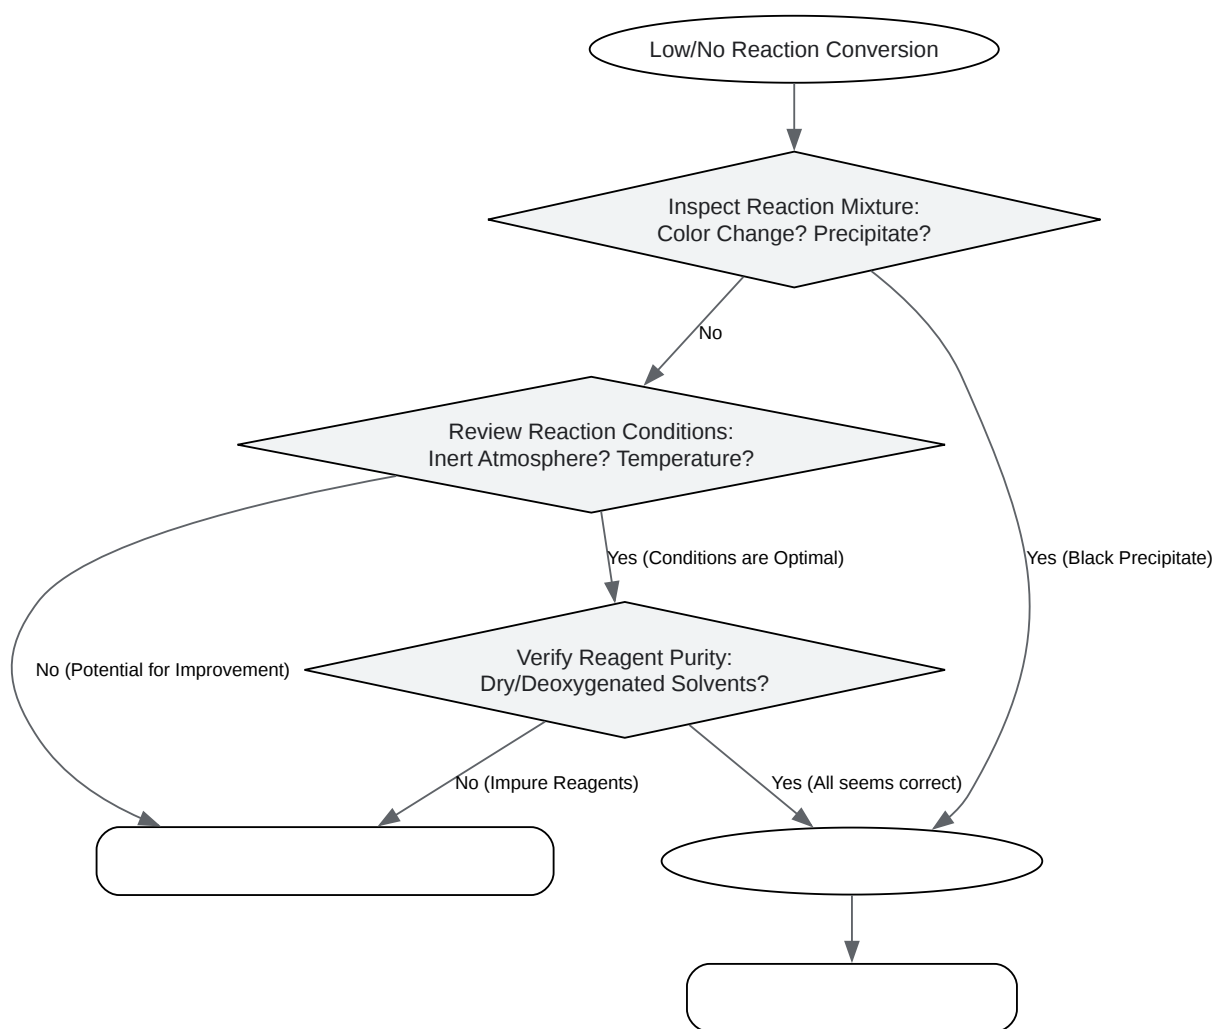 Low/No Reaction Conversion
Inspect Reaction Mixture:
Color Change? Precipitate?
No
Review Reaction Conditions:
Inert Atmosphere? Temperature?
Yes (Conditions are Optimal)
Yes (Black Precipitate)
No (Potential for Improvement)
Verify Reagent Purity:
Dry/Deoxygenated Solvents?
No (Impure Reagents)
Yes (All seems correct)